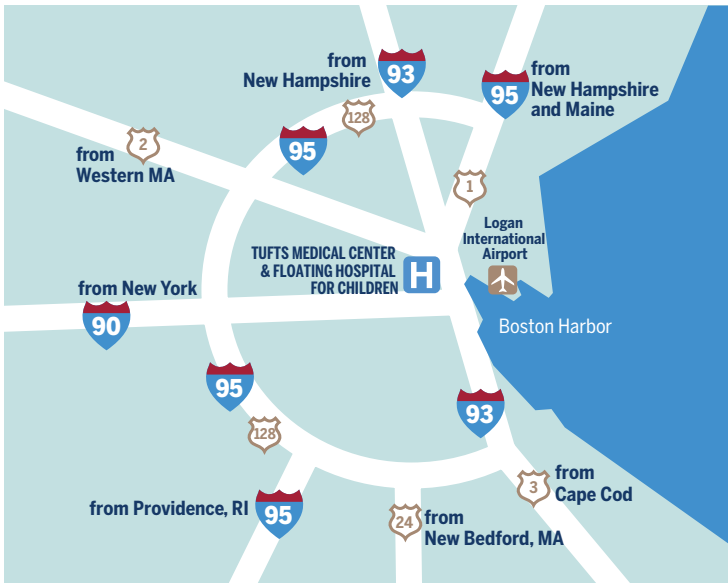 from
New Hampshire
93
95
from
New Hampshire
and Maine
128
95
2
from
Western MA
1
Logan
International
Airport
TUFTS MEDICAL CENTER
& FLOATING HOSPITAL
FOR CHILDREN
H
from New York
90
Boston Harbor
95
93
128
from Providence, RI
95
24
from
New Bedford, MA
3
from
Cape Cod